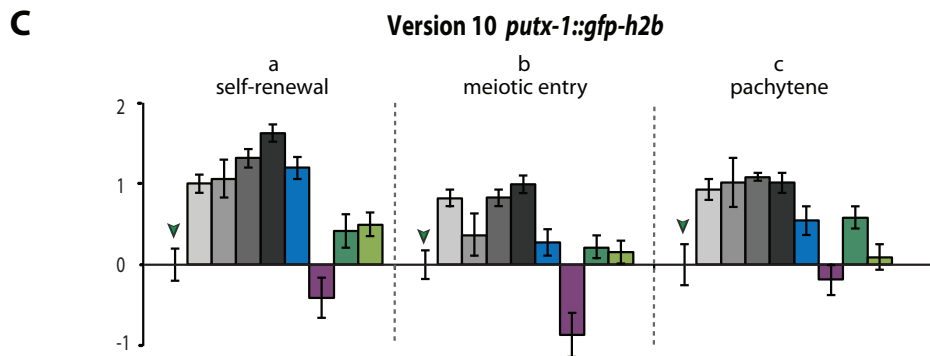 C
Version 10 putx-1::gfp-h2b
a
self-renewal
b
meiotic entry
c
pachytene
2
1
0
-1